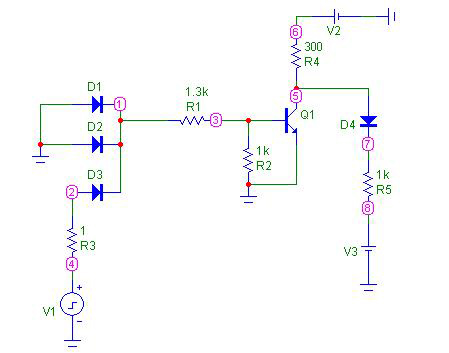 V2
6
300
R4
D1
1
1.3k
R1
3
5
Q1
D2
D4
7
1k
R2
D3
2
1k
R5
8
1
R3
4
V3
V1
+
-